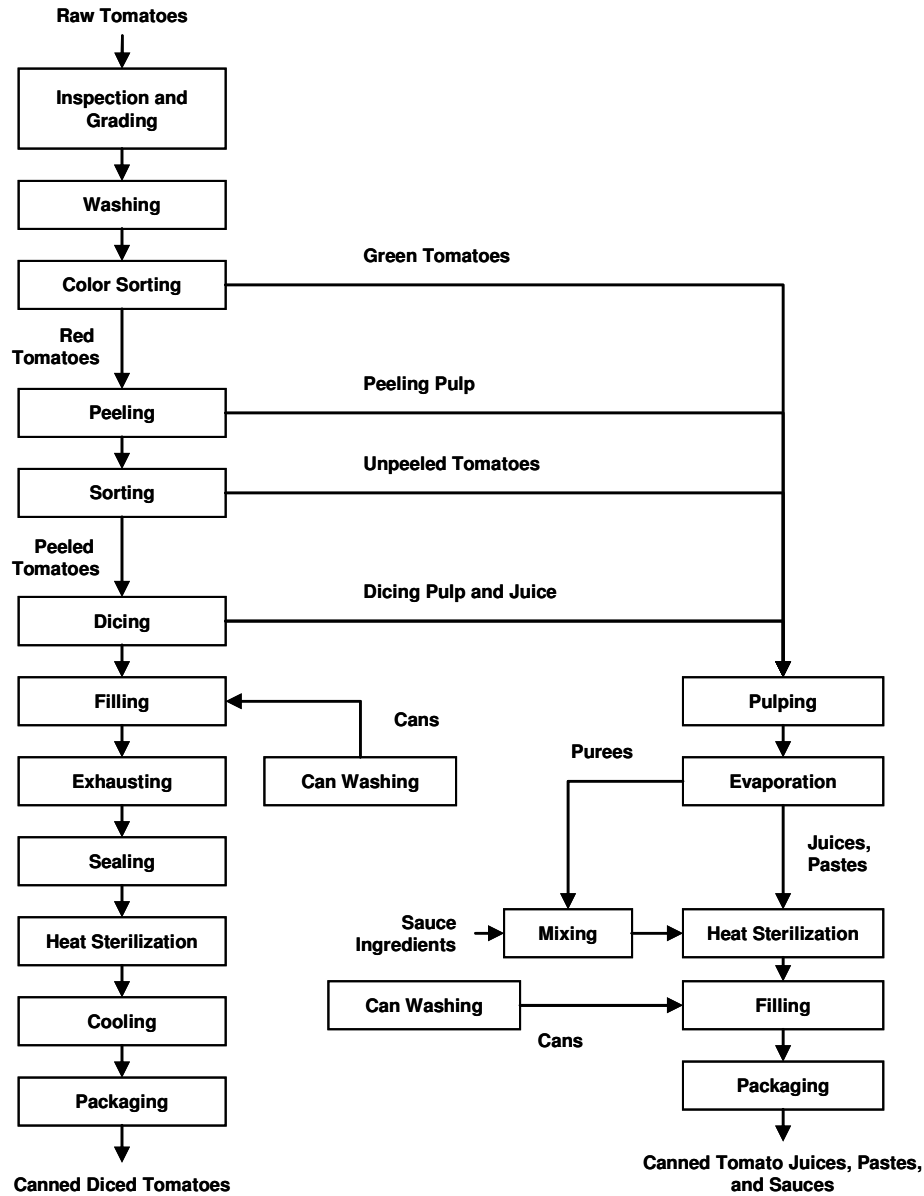 Raw Tomatoes
Inspection and
Grading
Washing
Green Tomatoes
Color Sorting
Red
Tomatoes
Peeling Pulp
Peeling
Unpeeled Tomatoes
Sorting
Peeled
Tomatoes
Dicing Pulp and Juice
Dicing
Filling
Cans
Pulping
Purees
Exhausting
Can Washing
Evaporation
Juices,
Pastes
Sealing
Sauce
Ingredients
Mixing
Heat Sterilization
Heat Sterilization
Can Washing
Filling
Cooling
Cans
Packaging
Packaging
Canned Diced Tomatoes
Canned Tomato Juices, Pastes,
and Sauces